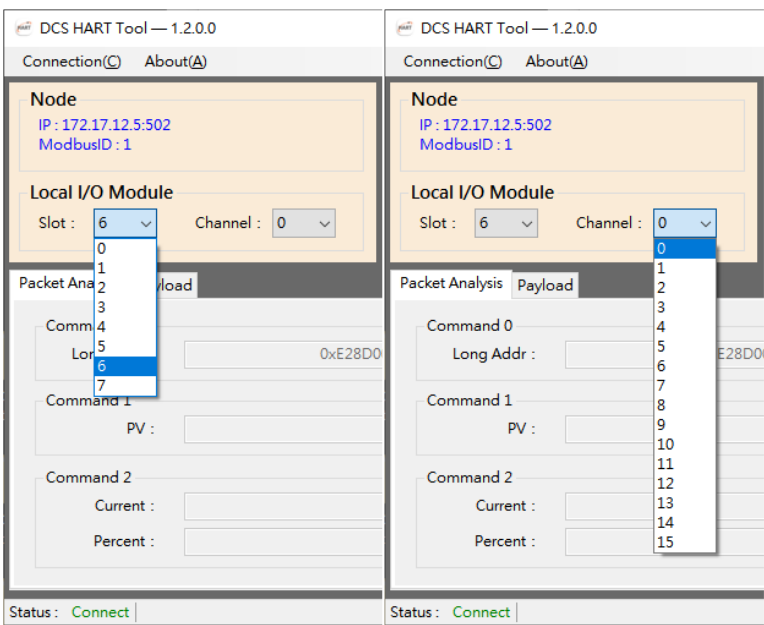 DCS HART Tool — 1.2.0.0
Connection(C) About(A)
Node
IP : 172.17.12.5:502
ModbusID : 1
Local I/O Module
Slot : 6 Channel : 0
0
1
2
3
4
5
6
7
Packet Ana
load
Comma
Lor
0xE28D0
Command 1
PV :
Command 2
Current :
Percent :
Status : Connect
DCS HART Tool — 1.2.0.0
Connection(C) About(A)
Node
IP : 172.17.12.5:502
ModbusID : 1
Local I/O Module
Slot : 6 Channel : 0
0
1
2
3
4
5
6
7
8
9
10
11
12
13
14
15
Packet Analysis Payload
Command 0
Long Addr :
E28D0
Command 1
PV :
Command 2
Current :
Percent :
Status : Connect